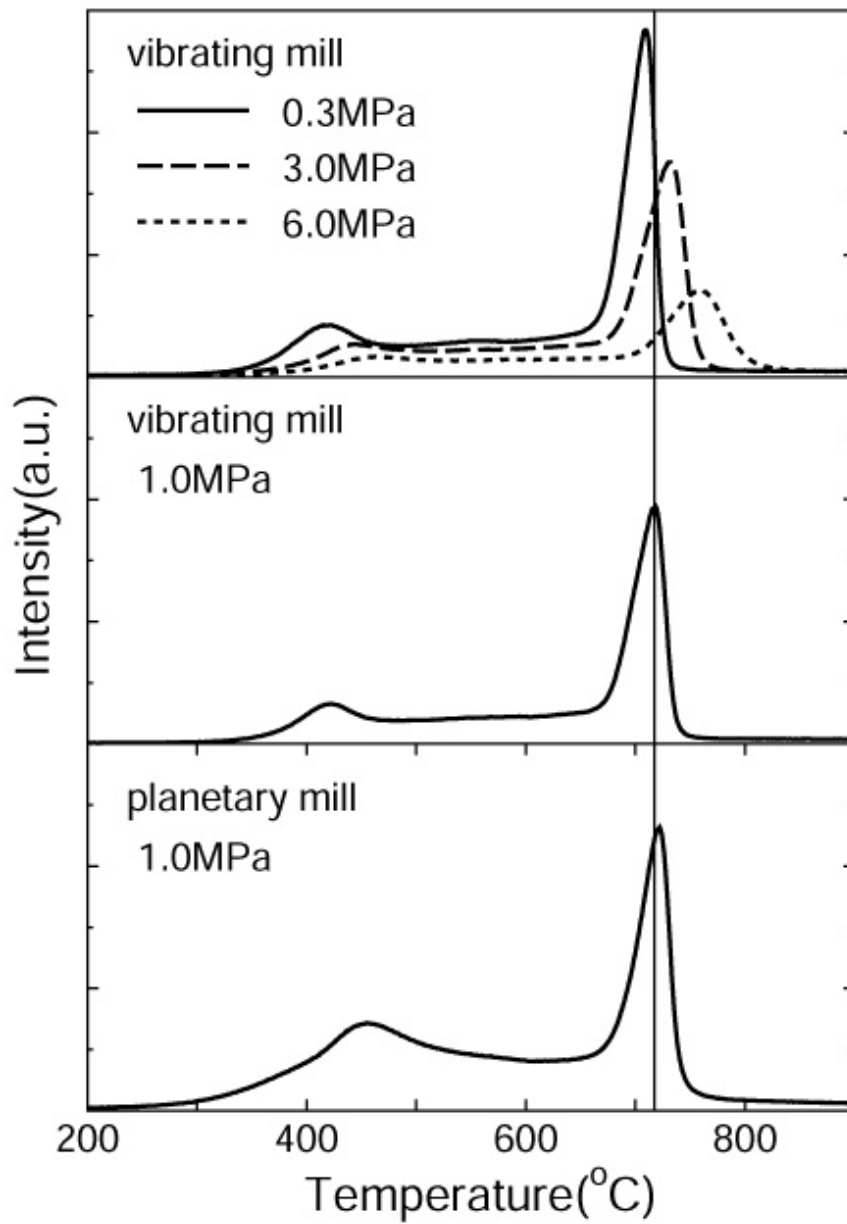 vibrating mill
0.3MPa
3.0MPa
6.0MPa
vibrating mill
1.0MPa
planetary mill
1.0MPa
Intensity(a.u.)
200 400 600 800
Temperature(°C)